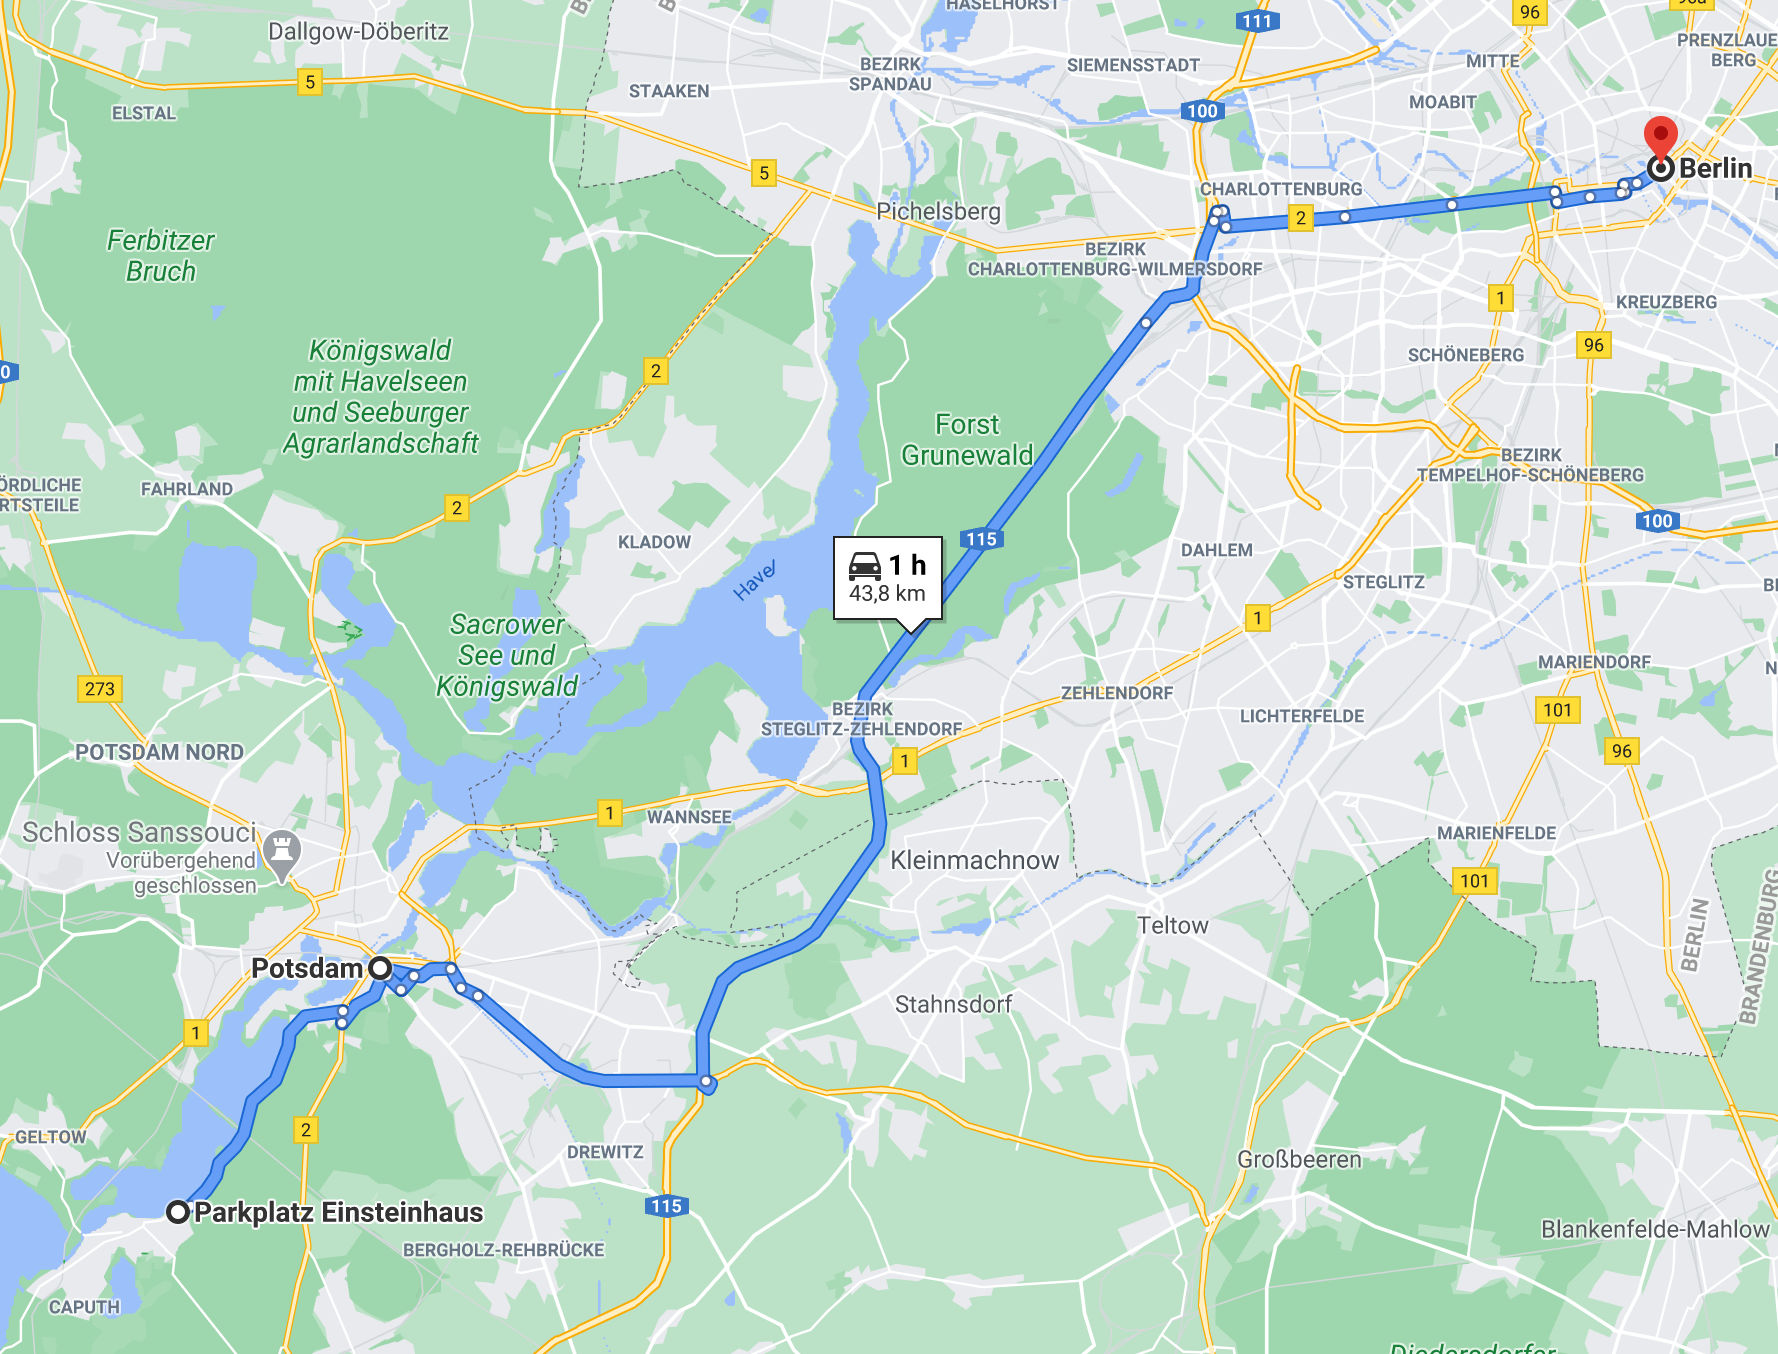 HASELHORST
111
96
Dallgow-Döberitz
PRENZLAUE
BERG
MITTE
BEZIRK
SPANDAU
SIEMENSSTADT
5
STAAKEN
MOABIT
ELSTAL
100
5
Berlin
CHARLOTTENBURG
Pichelsberg
2
Ferbitzer
Bruch
BEZIRK
CHARLOTTENBURG-WILMERSDORF
1
KREUZBERG
Königswald
mit Havelseen
und Seeburger
Agrarlandschaft
96
SCHÖNEBERG
0
2
Forst
Grunewald
BEZIRK
TEMPELHOF-SCHÖNEBERG
ÖRDLICHE
RTSTEILE
FAHRLAND
2
100
KLADOW
115
DAHLEM
1 h
43,8 km
Havel
STEGLITZ
Sacrower
See und
Königswald
1
MARIENDORF
273
ZEHLENDORF
BEZIRK
STEGLITZ-ZEHLENDORF
LICHTERFELDE
101
POTSDAM NORD
1
96
1
WANNSEE
Schloss Sanssouci
Vorübergehend
geschlossen
MARIENFELDE
Kleinmachnow
101
Teltow
BERLIN
BRANDENBURG
Potsdam
Stahnsdorf
1
2
GELTOW
DREWITZ
Großbeeren
Parkplatz Einsteinhaus
115
Blankenfelde-Mahlow
BERGHOLZ-REHBRÜCKE
CAPUTH
Diedersdorfer